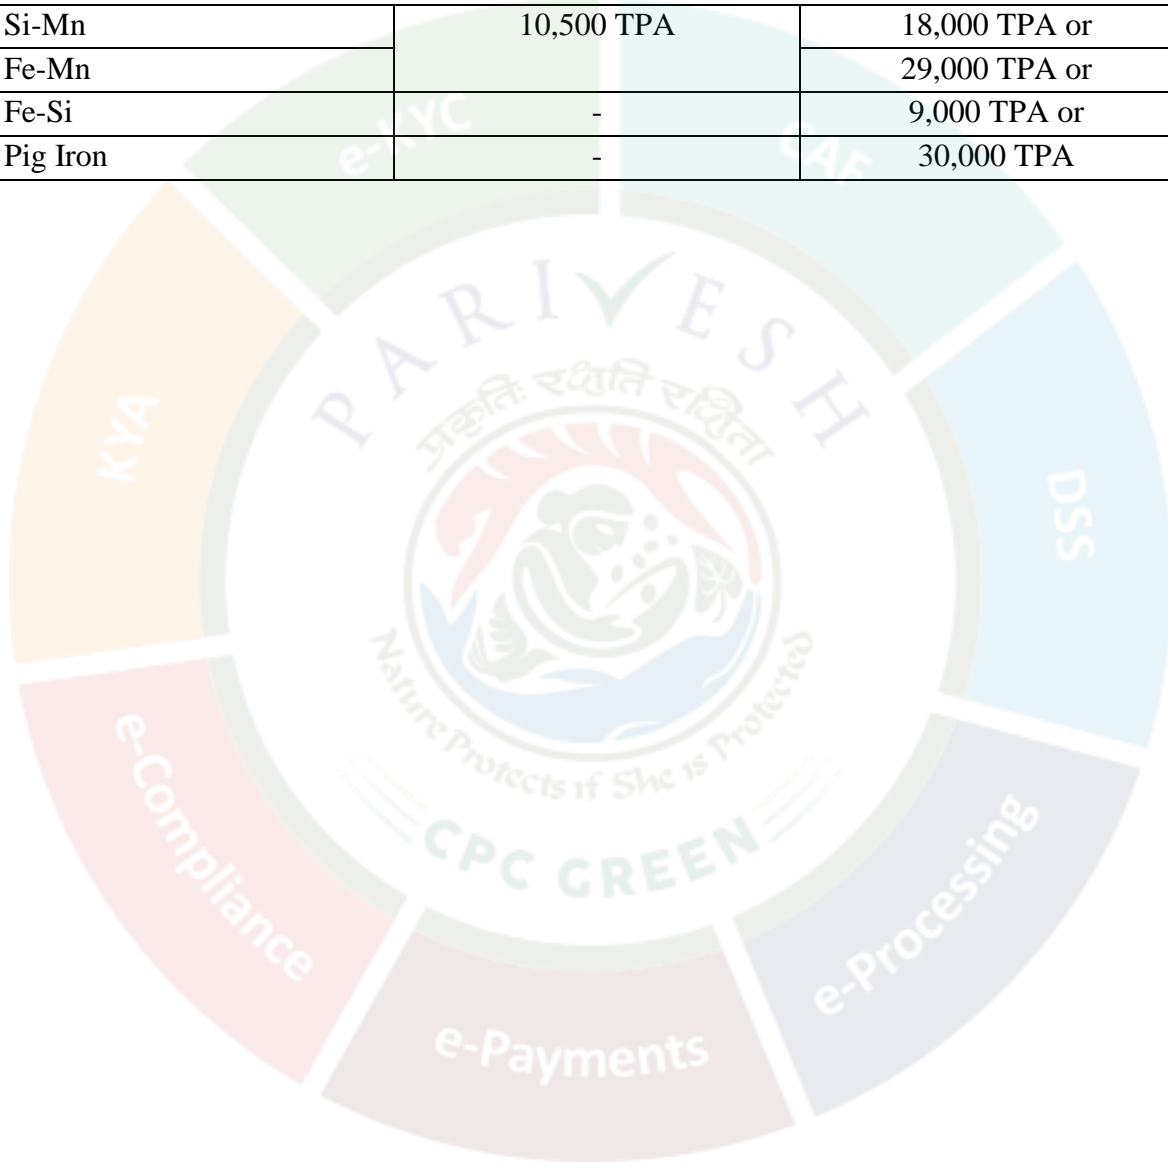 Si-Mn 10,500 TPA 18,000 TPA or
Fe-Mn 29,000 TPA or
Fe-Si - 9,000 TPA or
Pig Iron - 30,000 TPA
e-KYC
CAF
KYA
DSS
PARIVESH
प्रकृतिः रक्षति रक्षिता
Nature Protects if She is Protected
CPC GREEN
e-Compliance
e-Processing
e-Payments